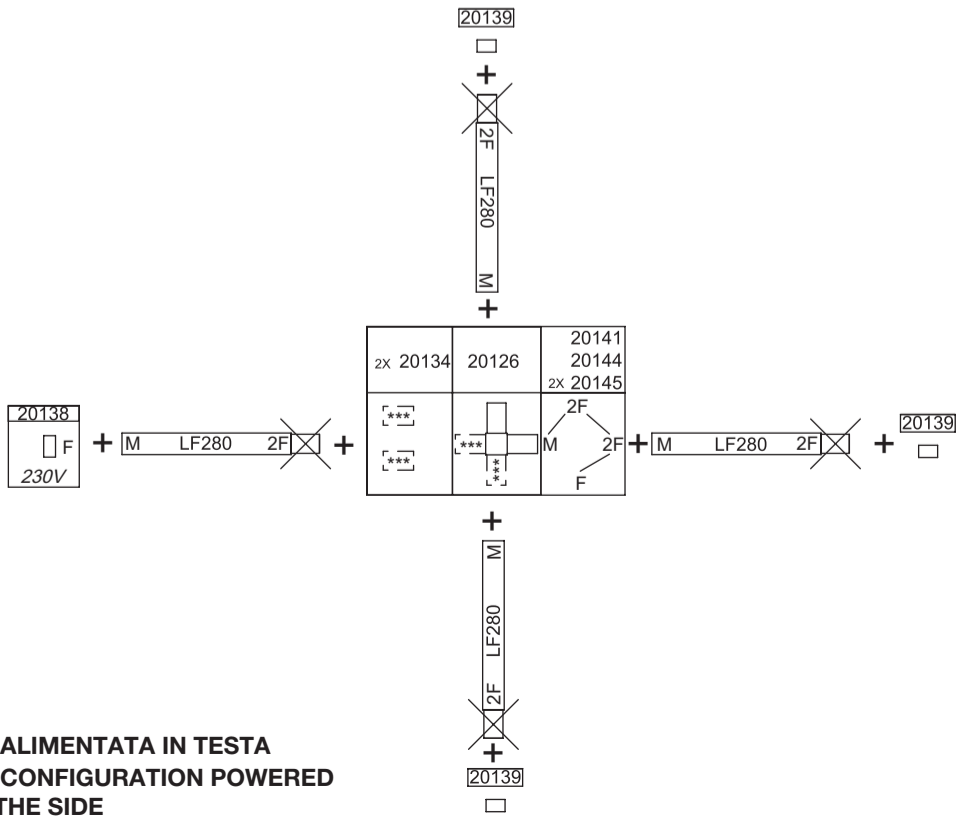 20139
2F LF280 M
2X 20134
20126
20141
20144
2X 20145
***
***
***
***
2F
M 2F
F
20138
F
230V
M LF280 2F
M LF280 2F
20139
M LF280 2F
20139
ALIMENTATA IN TESTA
CONFIGURATION POWERED
THE SIDE